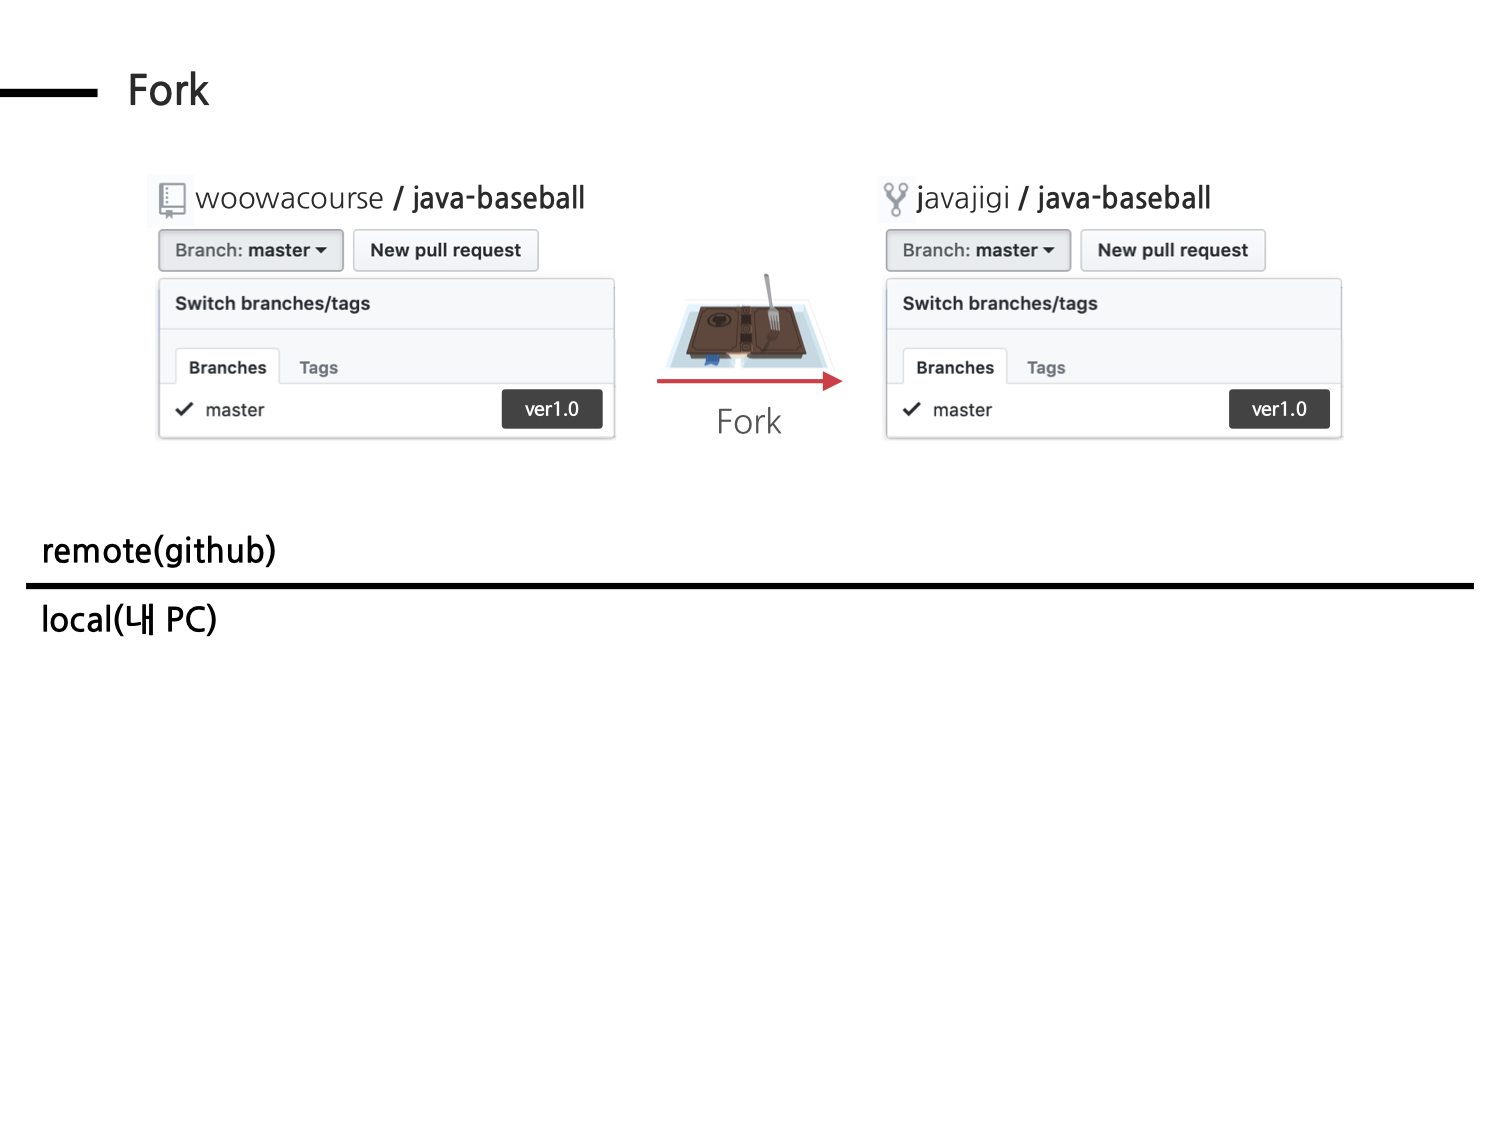 Fork
woowacourse / java-baseball
Branch: master
New pull request
Switch branches/tags
Branches
Tags
master
ver1.0
Fork
javajigi / java-baseball
Branch: master
New pull request
Switch branches/tags
Branches
Tags
master
ver1.0
remote(github)
local(내 PC)